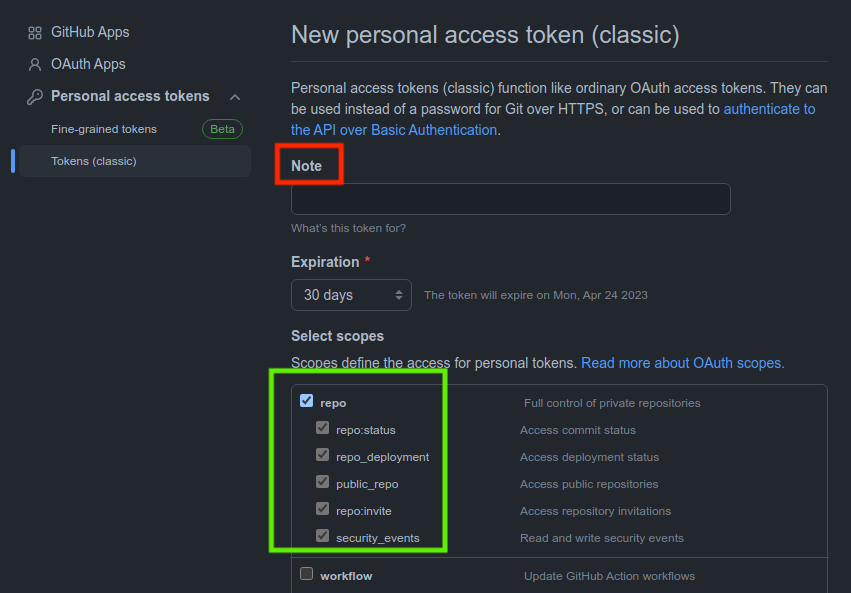 GitHub Apps
OAuth Apps
Personal access tokens
Fine-grained tokens Beta
Tokens (classic)
New personal access token (classic)
Personal access tokens (classic) function like ordinary OAuth access tokens. They can
be used instead of a password for Git over HTTPS, or can be used to authenticate to
the API over Basic Authentication.
Note
What's this token for?
Expiration *
30 days The token will expire on Mon, Apr 24 2023
Select scopes
Scopes define the access for personal tokens. Read more about OAuth scopes.
repo Full control of private repositories
repo:status Access commit status
repo_deployment Access deployment status
public_repo Access public repositories
repo:invite Access repository invitations
security_events Read and write security events
workflow Update GitHub Action workflows